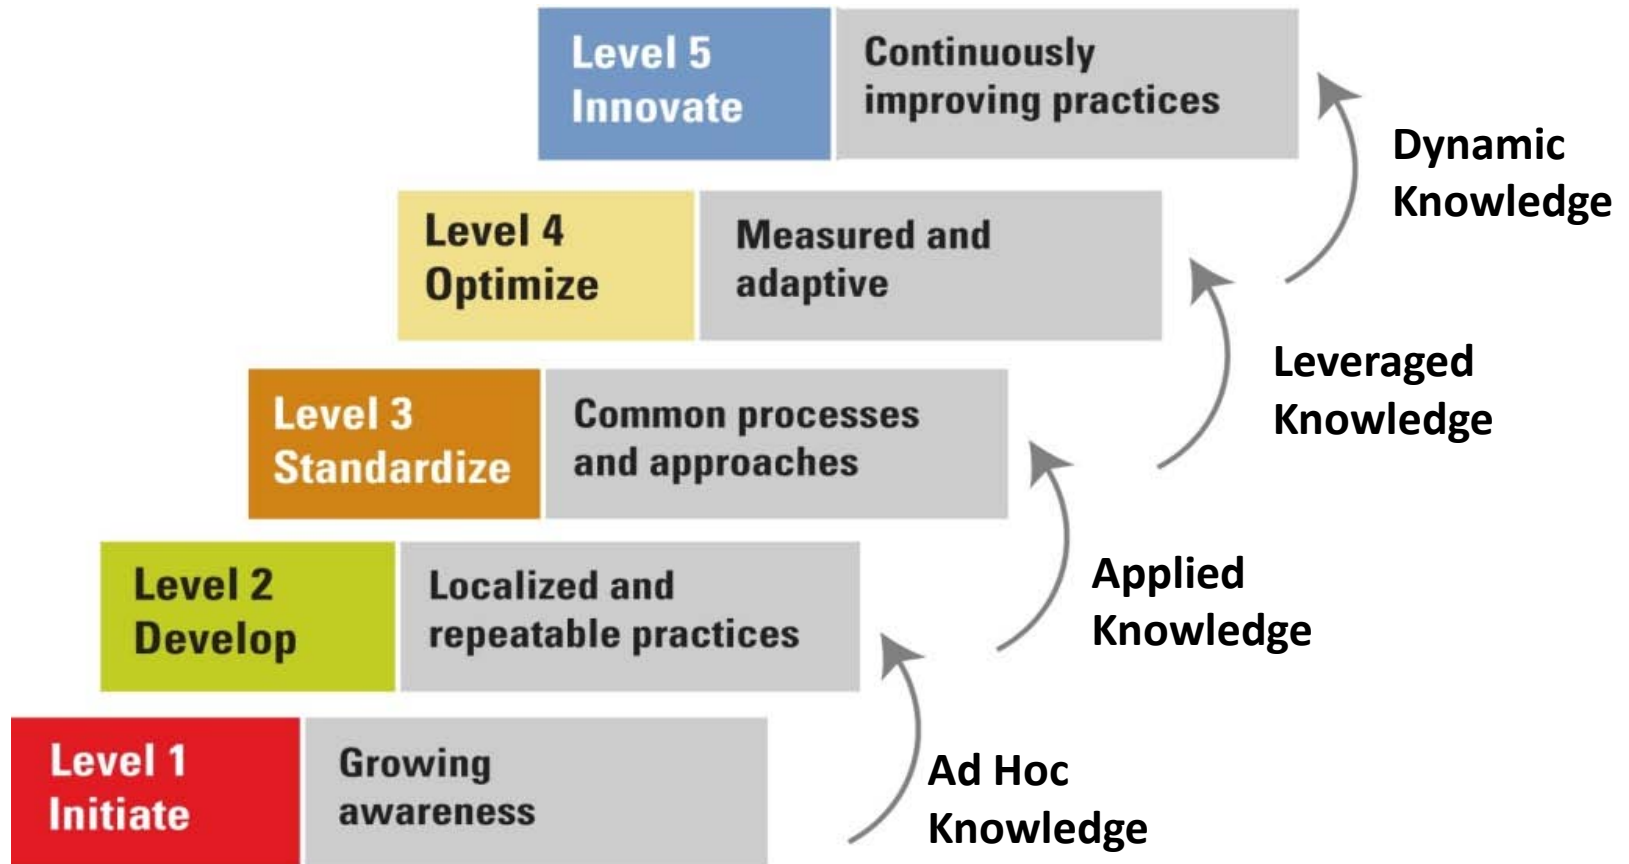 Level 5
Innovate
Continuously
improving practices
Dynamic
Knowledge
Level 4
Optimize
Measured and
adaptive
Leveraged
Knowledge
Level 3
Standardize
Common processes
and approaches
Applied
Knowledge
Level 2
Develop
Localized and
repeatable practices
Ad Hoc
Knowledge
Level 1
Initiate
Growing
awareness